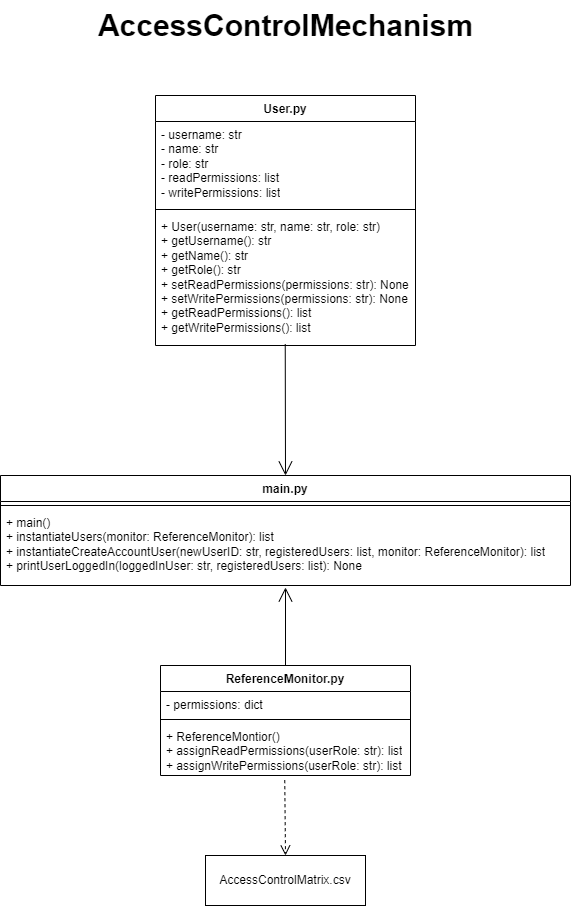 AccessControlMechanism
User.py
- username: str
- name: str
- role: str
- readPermissions: list
- writePermissions: list
+ User(username: str, name: str, role: str)
+ getUsername(): str
+ getName(): str
+ getRole(): str
+ setReadPermissions(permissions: str): None
+ setWritePermissions(permissions: str): None
+ getReadPermissions(): list
+ getWritePermissions(): list
main.py
+ main()
+ instantiateUsers(monitor: ReferenceMonitor): list
+ instantiateCreateAccountUser(newUserID: str, registeredUsers: list, monitor: ReferenceMonitor): list
+ printUserLoggedIn(loggedInUser: str, registeredUsers: list): None
ReferenceMonitor.py
- permissions: dict
+ ReferenceMontior()
+ assignReadPermissions(userRole: str): list
+ assignWritePermissions(userRole: str): list
AccessControlMatrix.csv